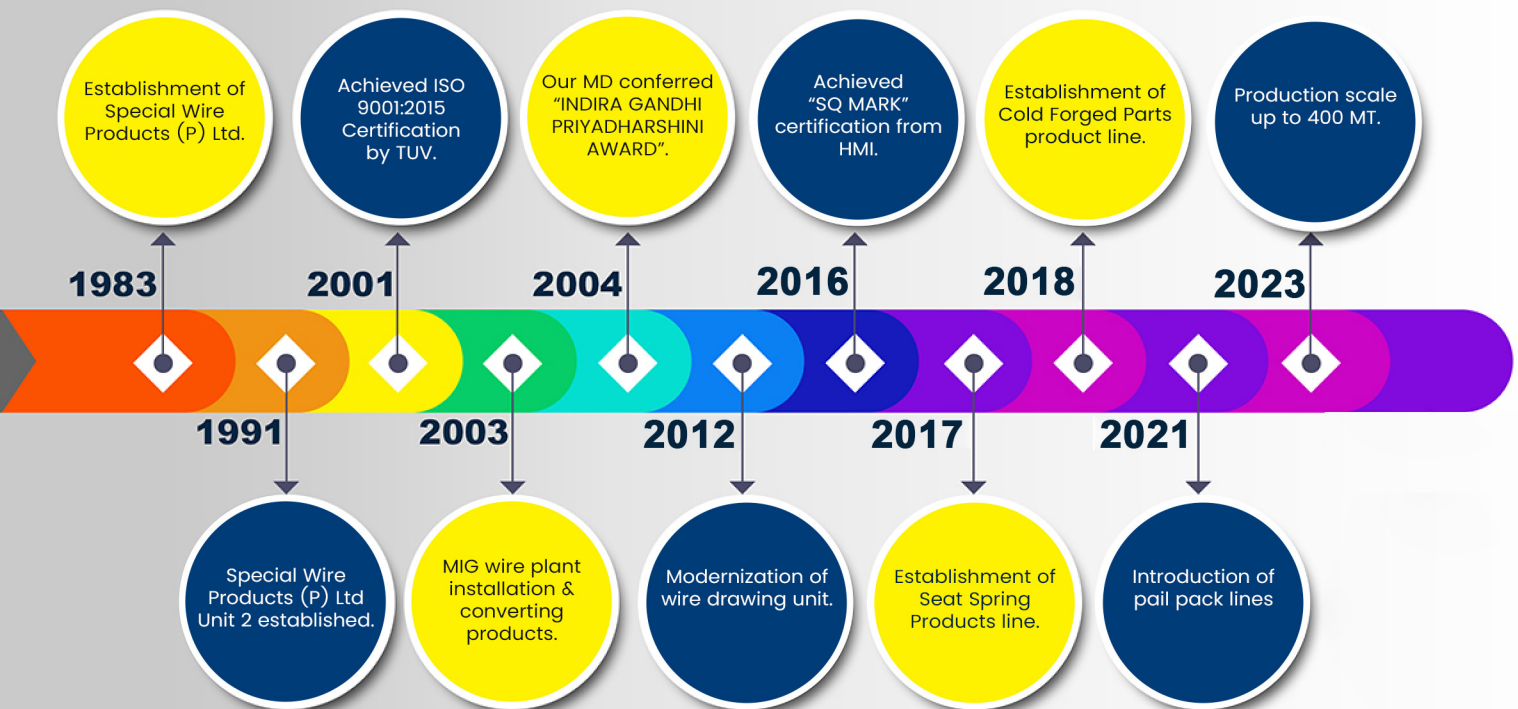 Establishment of
Special Wire
Products (P) Ltd.
1983
Special Wire
Products (P) Ltd
Unit 2 established.
1991
Achieved ISO
9001:2015
Certification
by TUV.
2001
MIG wire plant
installation &
converting
products.
2003
Our MD conferred
“INDIRA GANDHI
PRIYADHARSHINI
AWARD”.
2004
Modernization of
wire drawing unit.
2012
Achieved
“SQ MARK”
certification from
HMI.
2016
Establishment of
Seat Spring
Products line.
2017
Establishment of
Cold Forged Parts
product line.
2018
Introduction of
pail pack lines
2021
Production scale
up to 400 MT.
2023